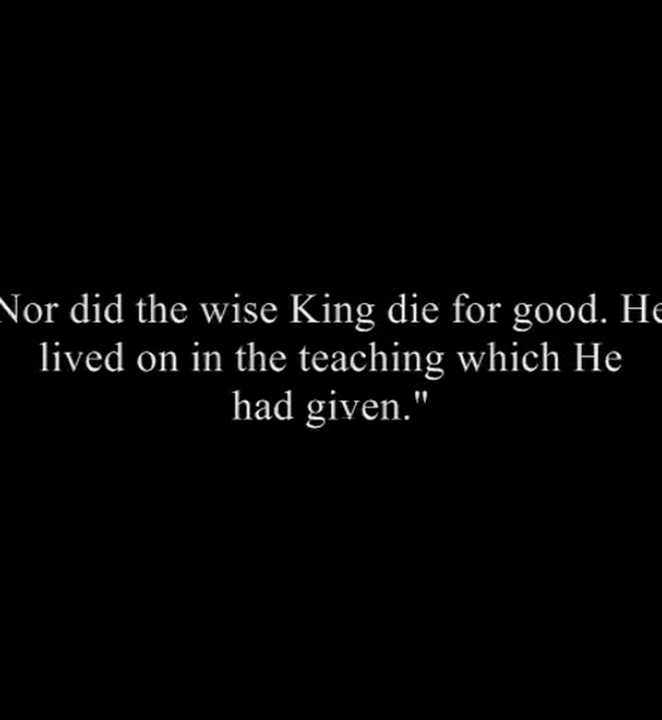 Nor did the wise King die for good. He
lived on in the teaching which He
had given."